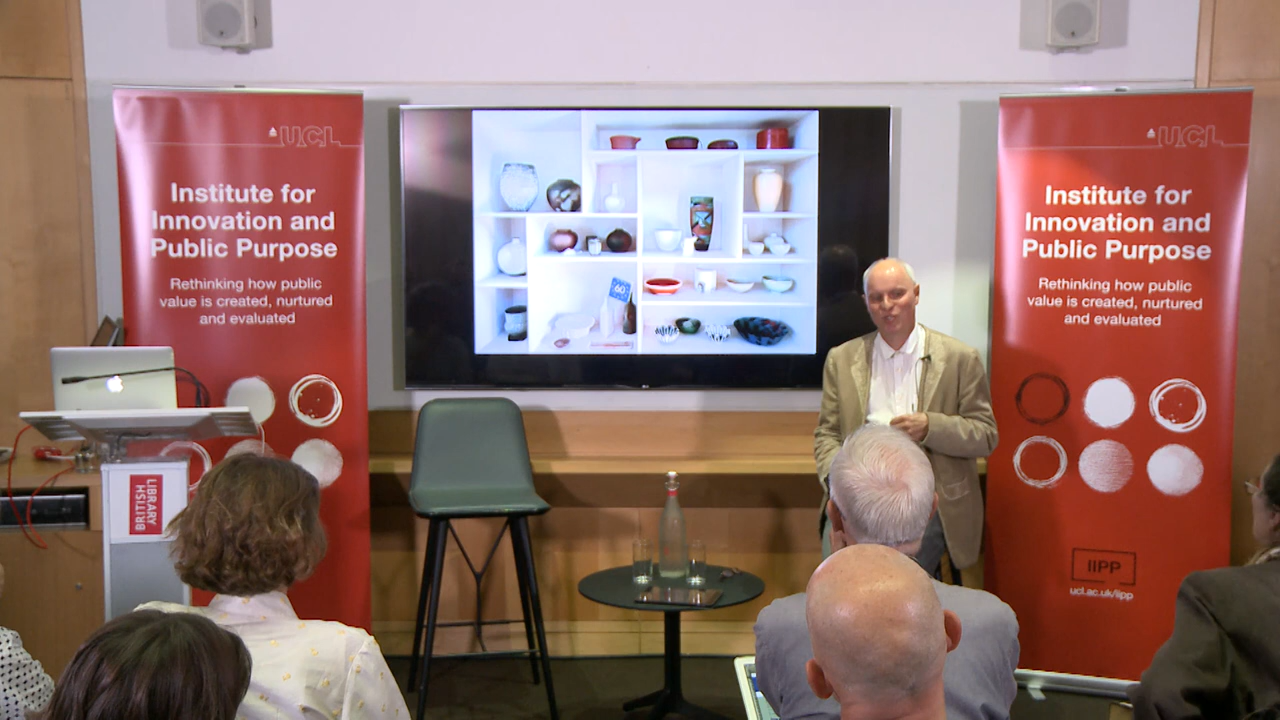 UCL
Institute for
Innovation and
Public Purpose
Rethinking how public
value is created, nurtured
and evaluated
60
BRITISH
LIBRARY
UCL
Institute for
Innovation and
Public Purpose
Rethinking how public
value is created, nurtured
and evaluated
IIPP
ucl.ac.uk/iipp